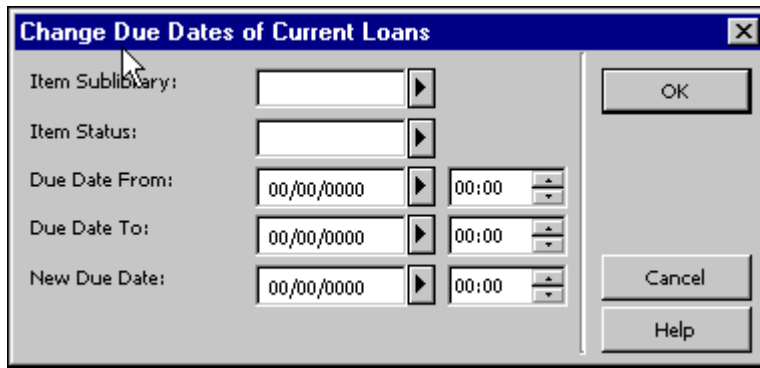 Change Due Dates of Current Loans
Item Sublibrary:
OK
Item Status:
Due Date From: 00/00/0000 00:00
Due Date To: 00/00/0000 00:00
New Due Date: 00/00/0000 00:00
Cancel
Help